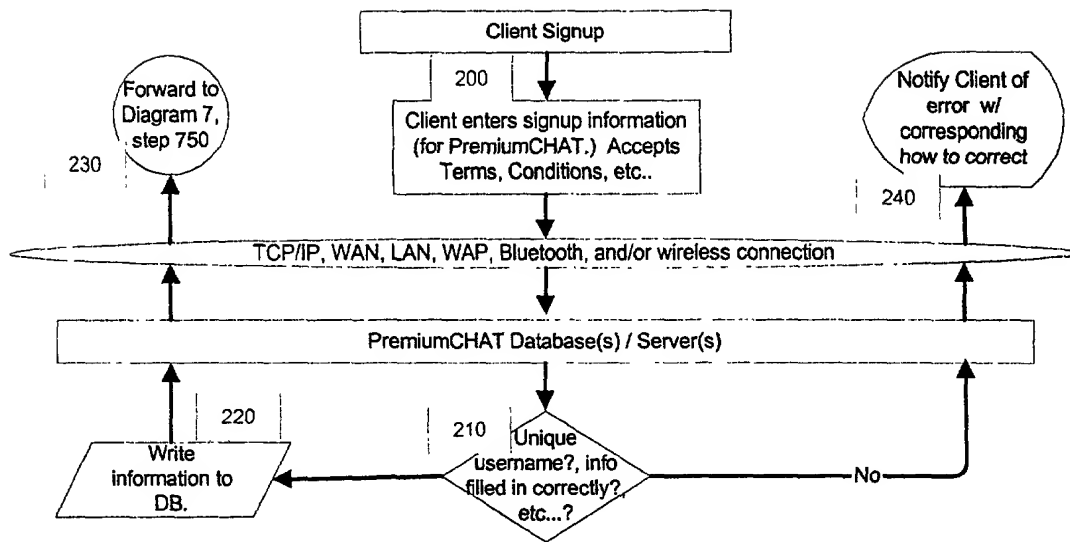 Client Signup
200
Forward to
Diagram 7,
step 750
230
Client enters signup information
(for PremiumCHAT.) Accepts
Terms, Conditions, etc..
Notify Client of
error w/
corresponding
how to correct
240
TCP/IP, WAN, LAN, WAP, Bluetooth, and/or wireless connection
PremiumCHAT Database(s) / Server(s)
220
Write
information to
DB.
210
Unique
username?, info
filled in correctly?,
etc...?
No